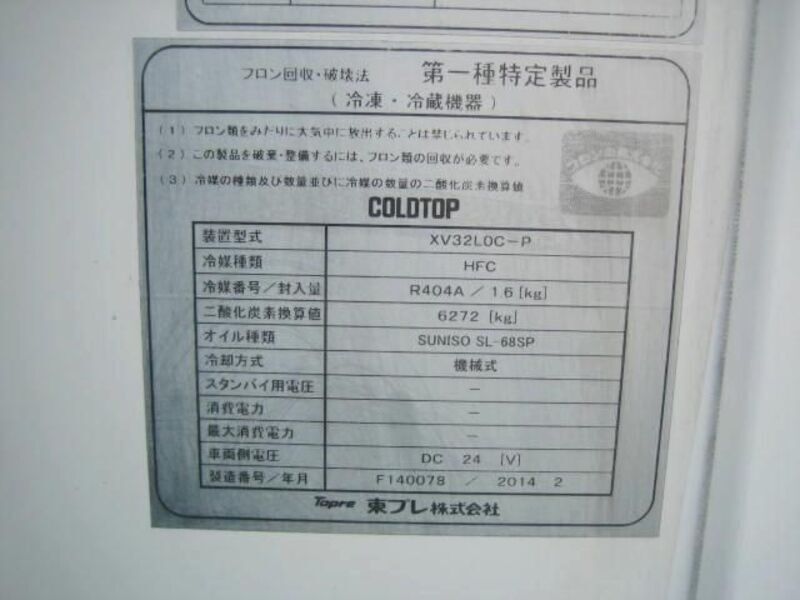 フロン回収・破壊法 第一種特定製品
(冷凍・冷蔵機器)
(1) フロン類をみだりに大気中に放出することは禁じられています。
(2) この製品を破棄・整備するには、フロン類の回収が必要です。
(3) 冷媒の種類及び数量並びに冷媒の数量の二酸化炭素換算値
COLDTOP
装置型式 XV32LOC-P
冷媒種類 HFC
冷媒番号/封入量 R404A / 1.6 [kg]
二酸化炭素換算値 6272 [kg]
オイル種類 SUNISO SL-68SP
冷却方式 機械式
スタンバイ用電圧 —
消費電力 —
最大消費電力 —
車両側電圧 DC 24 [V]
製造番号/年月 F140078 / 2014 2
Topre 東プレ株式会社